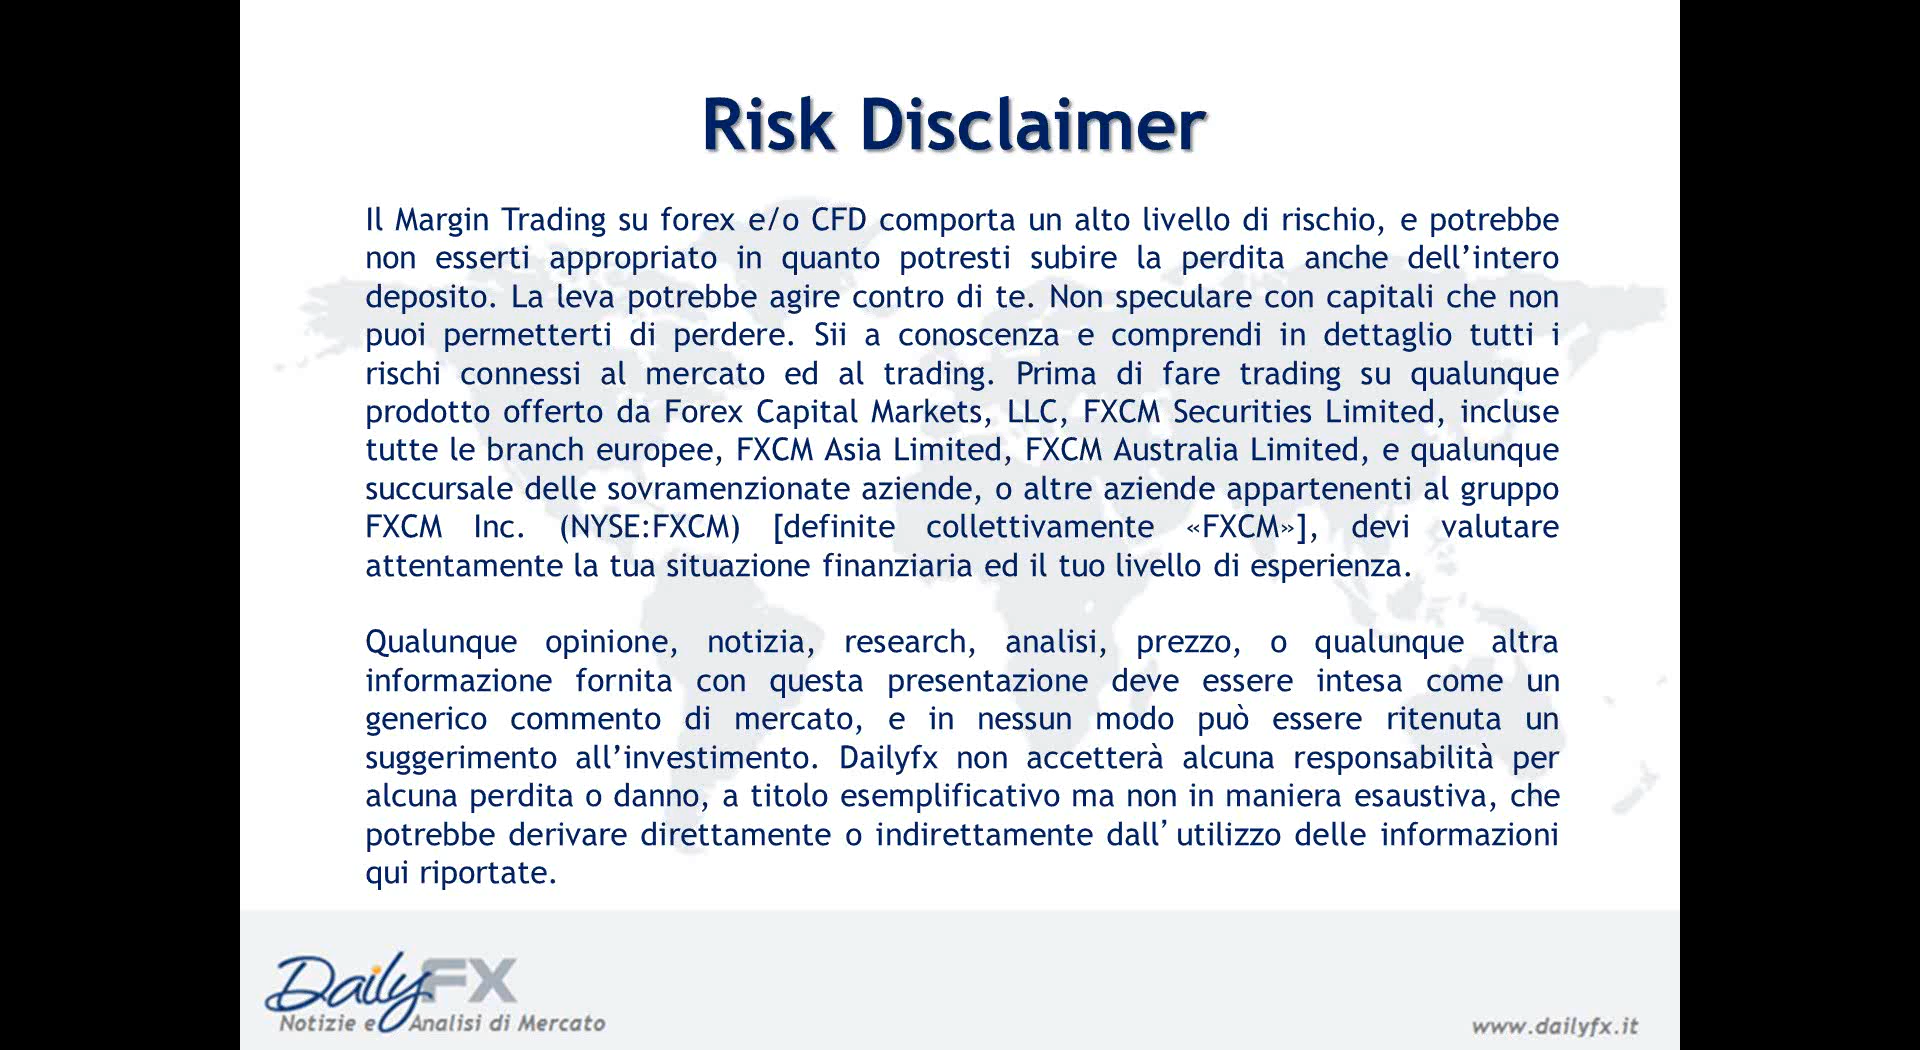 Risk Disclaimer
Il Margin Trading su forex e/o CFD comporta un alto livello di rischio, e potrebbe
non esserti appropriato in quanto potresti subire la perdita anche dell’intero
deposito. La leva potrebbe agire contro di te. Non speculare con capitali che non
puoi permetterti di perdere. Sii a conoscenza e comprendi in dettaglio tutti i
rischi connessi al mercato ed al trading. Prima di fare trading su qualunque
prodotto offerto da Forex Capital Markets, LLC, FXCM Securities Limited, incluse
tutte le branch europee, FXCM Asia Limited, FXCM Australia Limited, e qualunque
succursale delle sovramenzionate aziende, o altre aziende appartenenti al gruppo
FXCM Inc. (NYSE:FXCM) [definite collettivamente «FXCM»], devi valutare
attentamente la tua situazione finanziaria ed il tuo livello di esperienza.
Qualunque opinione, notizia, research, analisi, prezzo, o qualunque altra
informazione fornita con questa presentazione deve essere intesa come un
generico commento di mercato, e in nessun modo può essere ritenuta un
suggerimento all’investimento. Dailyfx non accetterà alcuna responsabilità per
alcuna perdita o danno, a titolo esemplificativo ma non in maniera esaustiva, che
potrebbe derivare direttamente o indirettamente dall’utilizzo delle informazioni
qui riportate.
DailyFX
Notizie e Analisi di Mercato
www.dailyfx.it